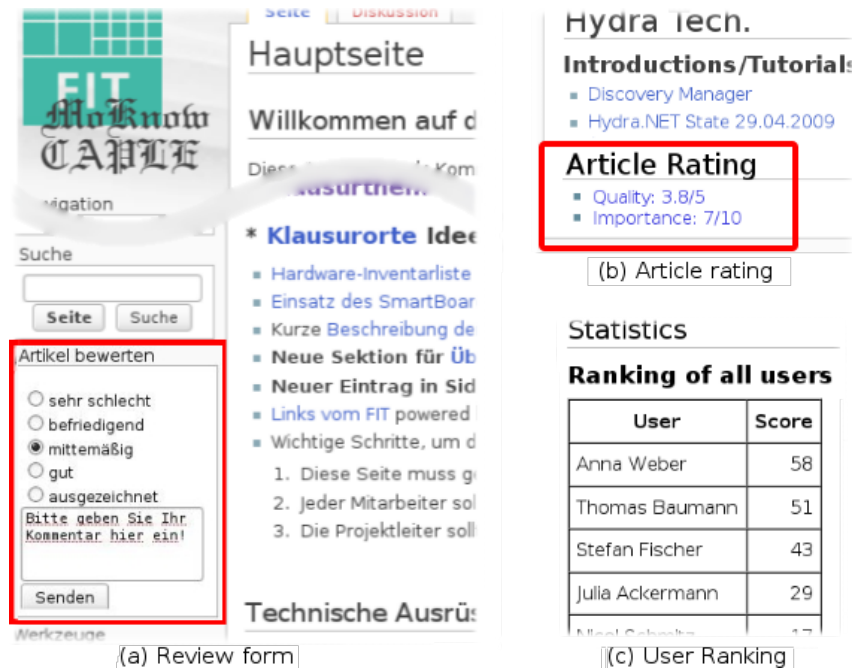 Seite Diskussion
FIT
MoKnow
CAPLE
Navigation
Suche
Seite Suche
Artikel bewerten
sehr schlecht
befriedigend
mittemäßig
gut
ausgezeichnet
Bitte geben Sie Ihr
Kommentar hier ein!
Senden
Werkzeuge
(a) Review form
Hauptseite
Willkommen auf d
Kom
* Klausurorte Idee
Hardware-Inventarliste
Einsatz des SmartBoar
Kurze Beschreibung de
Neue Sektion für Üb
Neuer Eintrag in Sid
Links vom FIT powered
Wichtige Schritte, um d
1. Diese Seite muss g
2. Jeder Mitarbeiter sol
3. Die Projektleiter soll
Technische Ausrüs
Hydra Tech.
Introductions/Tutorials
Discovery Manager
Hydra.NET State 29.04.2009
Article Rating
Quality: 3.8/5
Importance: 7/10
(b) Article rating
Statistics
Ranking of all users
User Score
Anna Weber 58
Thomas Baumann 51
Stefan Fischer 43
Julia Ackermann 29
17
(c) User Ranking